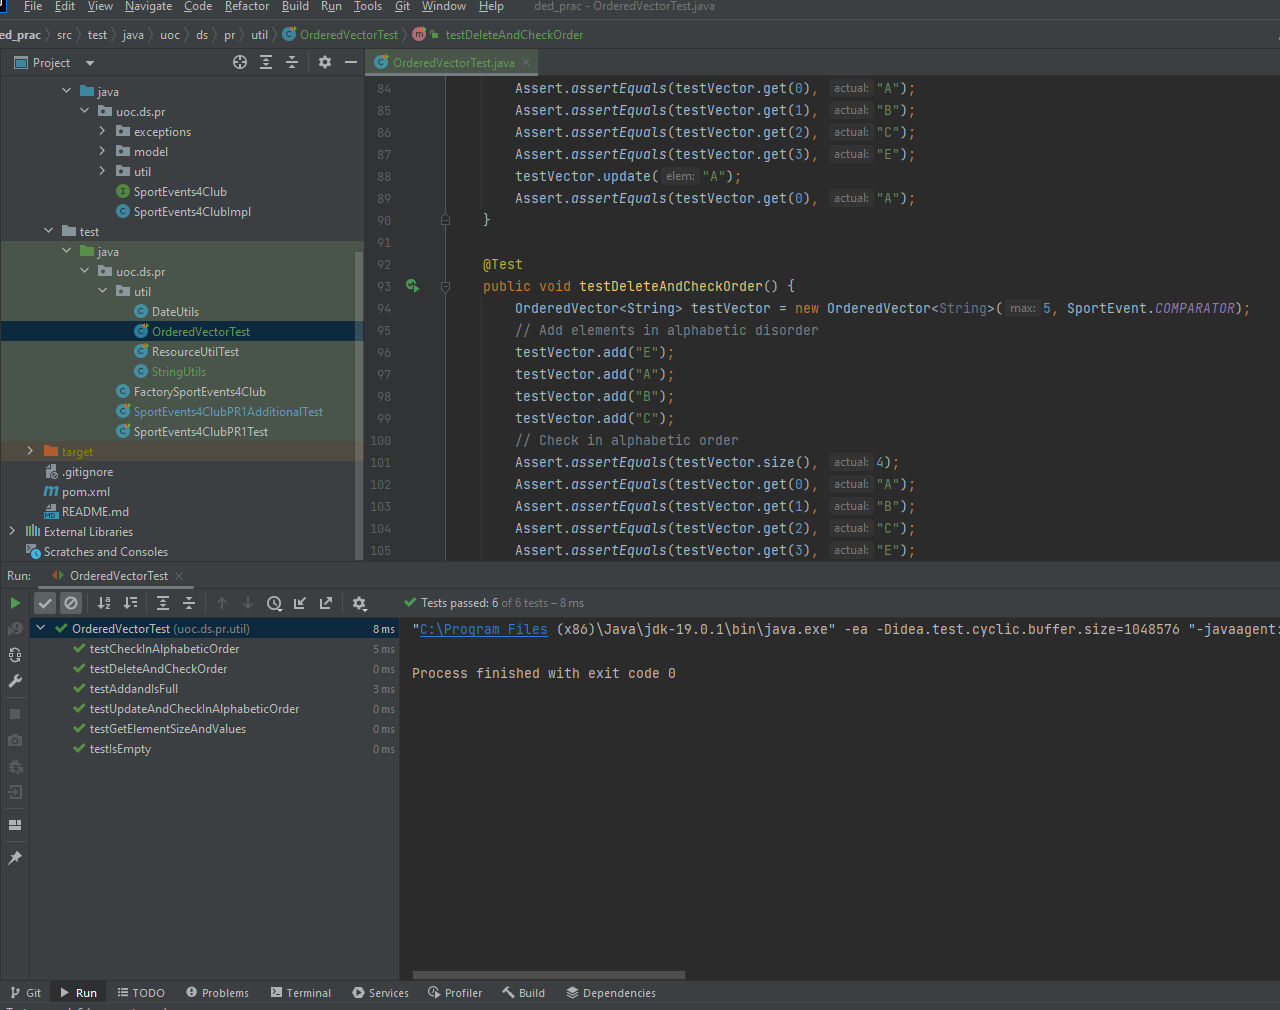 File Edit View Navigate Code Refactor Build Run Tools Git Window Help ded_prac - OrderedVectorTest.java
ed_prac src test java uoc ds pr util OrderedVectorTest m testDeleteAndCheckOrder
Project
OrderedVectorTest.java
java
uoc.ds.pr
exceptions
model
util
I SportEvents4Club
C SportEvents4ClubImpl
test
java
uoc.ds.pr
util
C DateUtils
C OrderedVectorTest
C ResourceUtilTest
C StringUtils
C FactorySportEvents4Club
C SportEvents4ClubPR1AdditionalTest
C SportEvents4ClubPR1Test
target
.gitignore
m pom.xml
MD README.md
External Libraries
Scratches and Consoles
84 Assert.assertEquals(testVector.get(0), actual: "A");
85 Assert.assertEquals(testVector.get(1), actual: "B");
86 Assert.assertEquals(testVector.get(2), actual: "C");
87 Assert.assertEquals(testVector.get(3), actual: "E");
88 testVector.update( elem: "A");
89 Assert.assertEquals(testVector.get(0), actual: "A");
90 }
91
92 @Test
93 public void testDeleteAndCheckOrder() {
94 OrderedVector<String> testVector = new OrderedVector<String>( max: 5, SportEvent.COMPARATOR);
95 // Add elements in alphabetic disorder
96 testVector.add("E");
97 testVector.add("A");
98 testVector.add("B");
99 testVector.add("C");
100 // Check in alphabetic order
101 Assert.assertEquals(testVector.size(), actual: 4);
102 Assert.assertEquals(testVector.get(0), actual: "A");
103 Assert.assertEquals(testVector.get(1), actual: "B");
104 Assert.assertEquals(testVector.get(2), actual: "C");
105 Assert.assertEquals(testVector.get(3), actual: "E");
Run: OrderedVectorTest
Tests passed: 6 of 6 tests – 8 ms
OrderedVectorTest (uoc.ds.pr.util) 8 ms
testCheckInAlphabeticOrder 5 ms
testDeleteAndCheckOrder 0 ms
testAddandIsFull 3 ms
testUpdateAndCheckInAlphabeticOrder 0 ms
testGetElementSizeAndValues 0 ms
testIsEmpty 0 ms
"C:\Program Files (x86)\Java\jdk-19.0.1\bin\java.exe" -ea -Didea.test.cyclic.buffer.size=1048576 "-javaagent:
Process finished with exit code 0
Git Run TODO Problems Terminal Services Profiler Build Dependencies